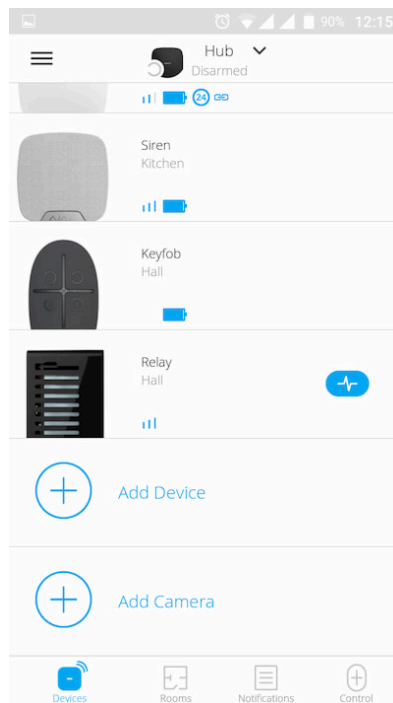 90% 12:15
Hub
Disarmed
24
Siren
Kitchen
Keyfob
Hall
Relay
Hall
Add Device
Add Camera
Devices
Rooms
Notifications
Control